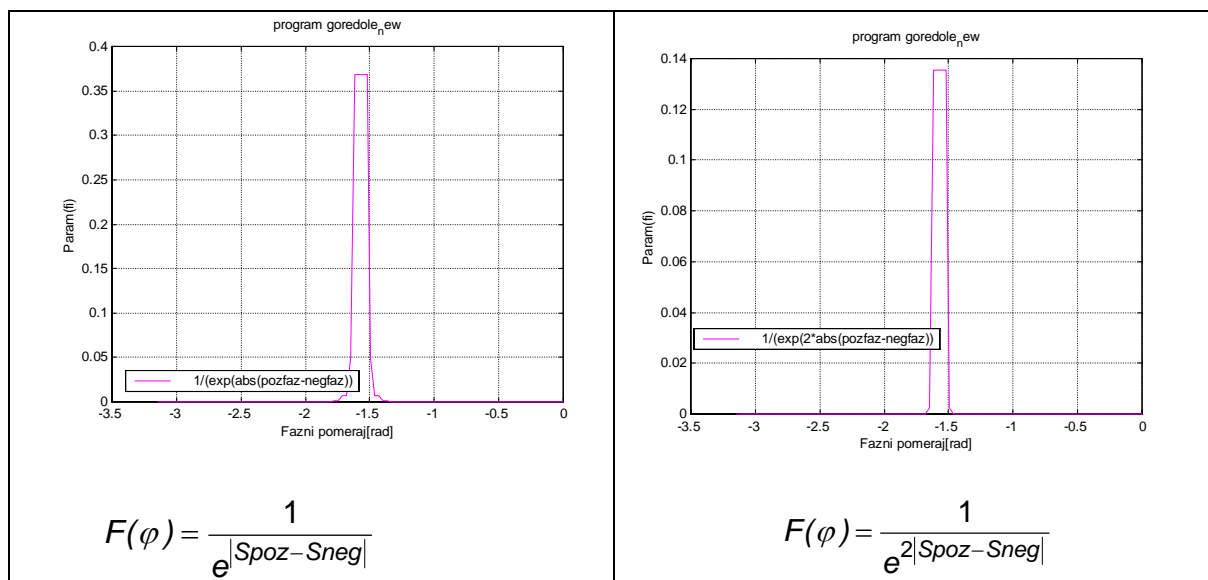 program goredole_new
0.4
0.35
0.3
0.25
0.2
0.15
0.1
0.05
0
Param(fi)
1/(exp(abs(pozfaz-negfaz))
-3.5 -3 -2.5 -2 -1.5 -1 -0.5 0
Fazni pomeraj[rad]
F(φ) = 1 / e^|Spoz–Sneg|
program goredole_new
0.14
0.12
0.1
0.08
0.06
0.04
0.02
0
Param(fi)
1/(exp(2*abs(pozfaz-negfaz))
-3.5 -3 -2.5 -2 -1.5 -1 -0.5 0
Fazni pomeraj[rad]
F(φ) = 1 / e^2|Spoz–Sneg|